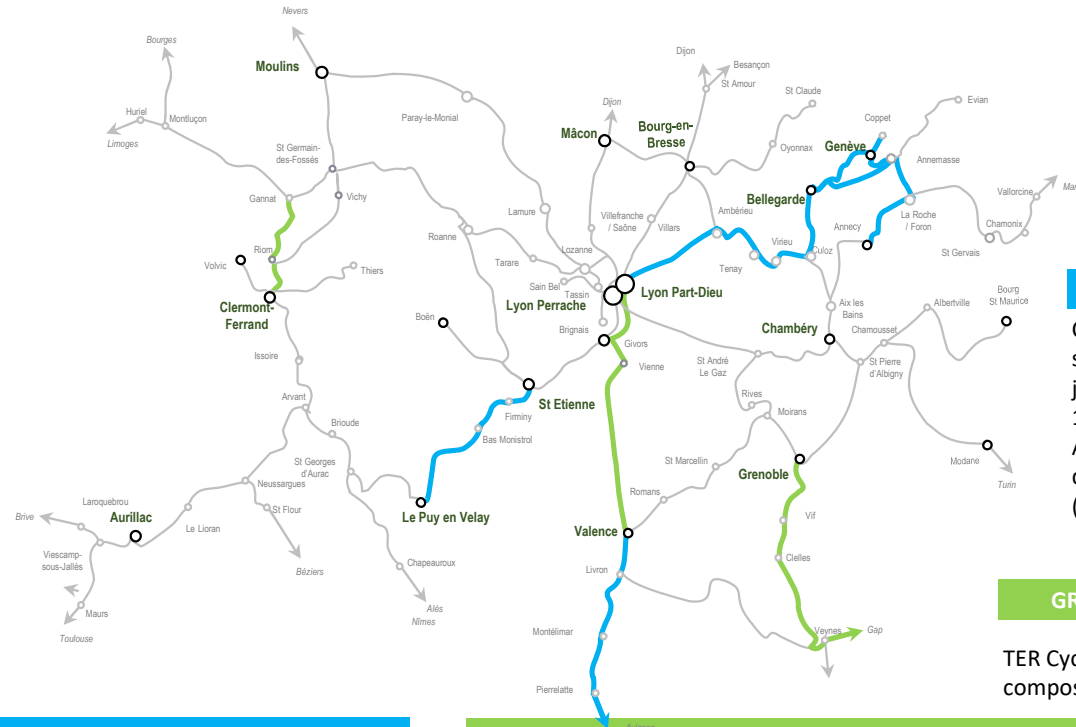 Nevers
Bourges
Moulins
Dijon
Besançon
St Amour
St Claude
Evian
Huriel
Montluçon
Limoges
Paray-le-Monial
Dijon
Mâcon
Bourg-en-
Bresse
Oyonnax
Coppet
Genève
Annemasse
St Germain-
des-Fossés
Vichy
Gannat
Bellegarde
Vallorcine
Mar
Lamure
Villefranche
/ Saône
Villars
Ambérieu
Annecy
La Roche
/ Foron
Chamonix
St Gervais
Roanne
Lozanne
Tarare
Tenay
Virieu
Culoz
Riom
Volvic
Thiers
Sain Bel
Tassin
Lyon Part-Dieu
Lyon Perrache
Clermont-
Ferrand
Boën
Brignais
Givors
Vienne
Aix les
Bains
Albertville
Bourg
St Maurice
Chambéry
Chamousset
St André
Le Gaz
St Pierre
d'Albigny
Issoire
St Etienne
Firminy
Bas Monistrol
Rives
Moirans
Arvant
Brioude
St Marcellin
Grenoble
Modane
Turin
St Georges
d'Aurac
Neussargues
Romans
Laroquebrou
Brive
Aurillac
Le Lioran
St Flour
Le Puy en Velay
Valence
Vif
Viescamp-
sous-Jallès
Béziers
Chapeauroux
Livron
Clelles
Maurs
Toulouse
Alés
Nîmes
Montélimar
Veynes
Gap
Pierrelatte
GR
TER Cyc
compos